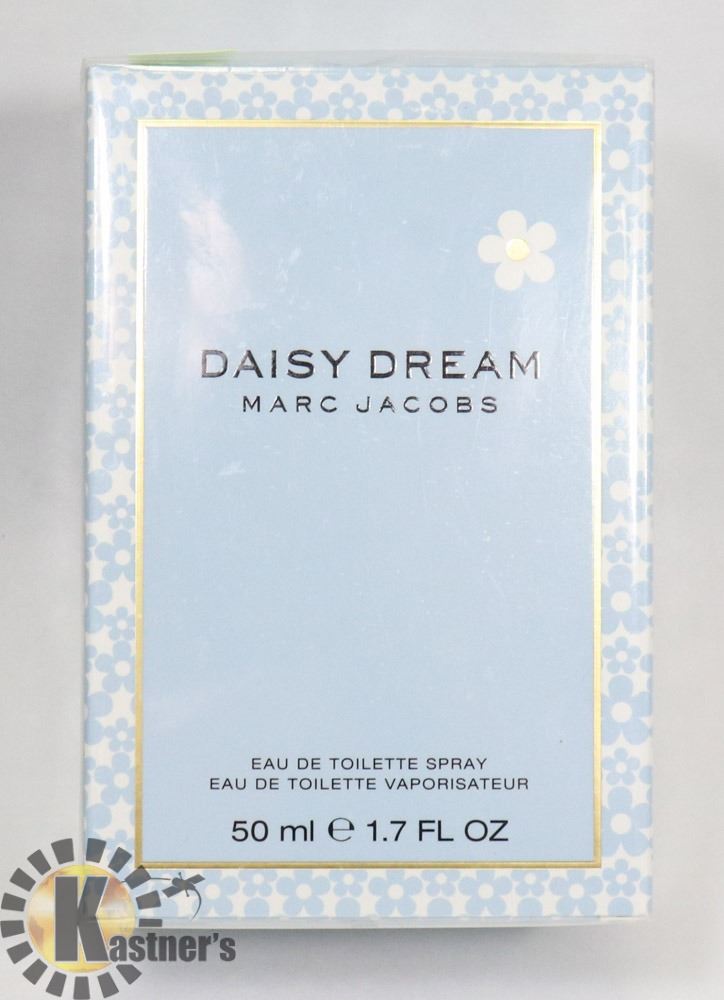 DAISY DREAM
MARC JACOBS
EAU DE TOILETTE SPRAY
EAU DE TOILETTE VAPORISATEUR
50 ml ℮ 1.7 FL OZ
Kastner's